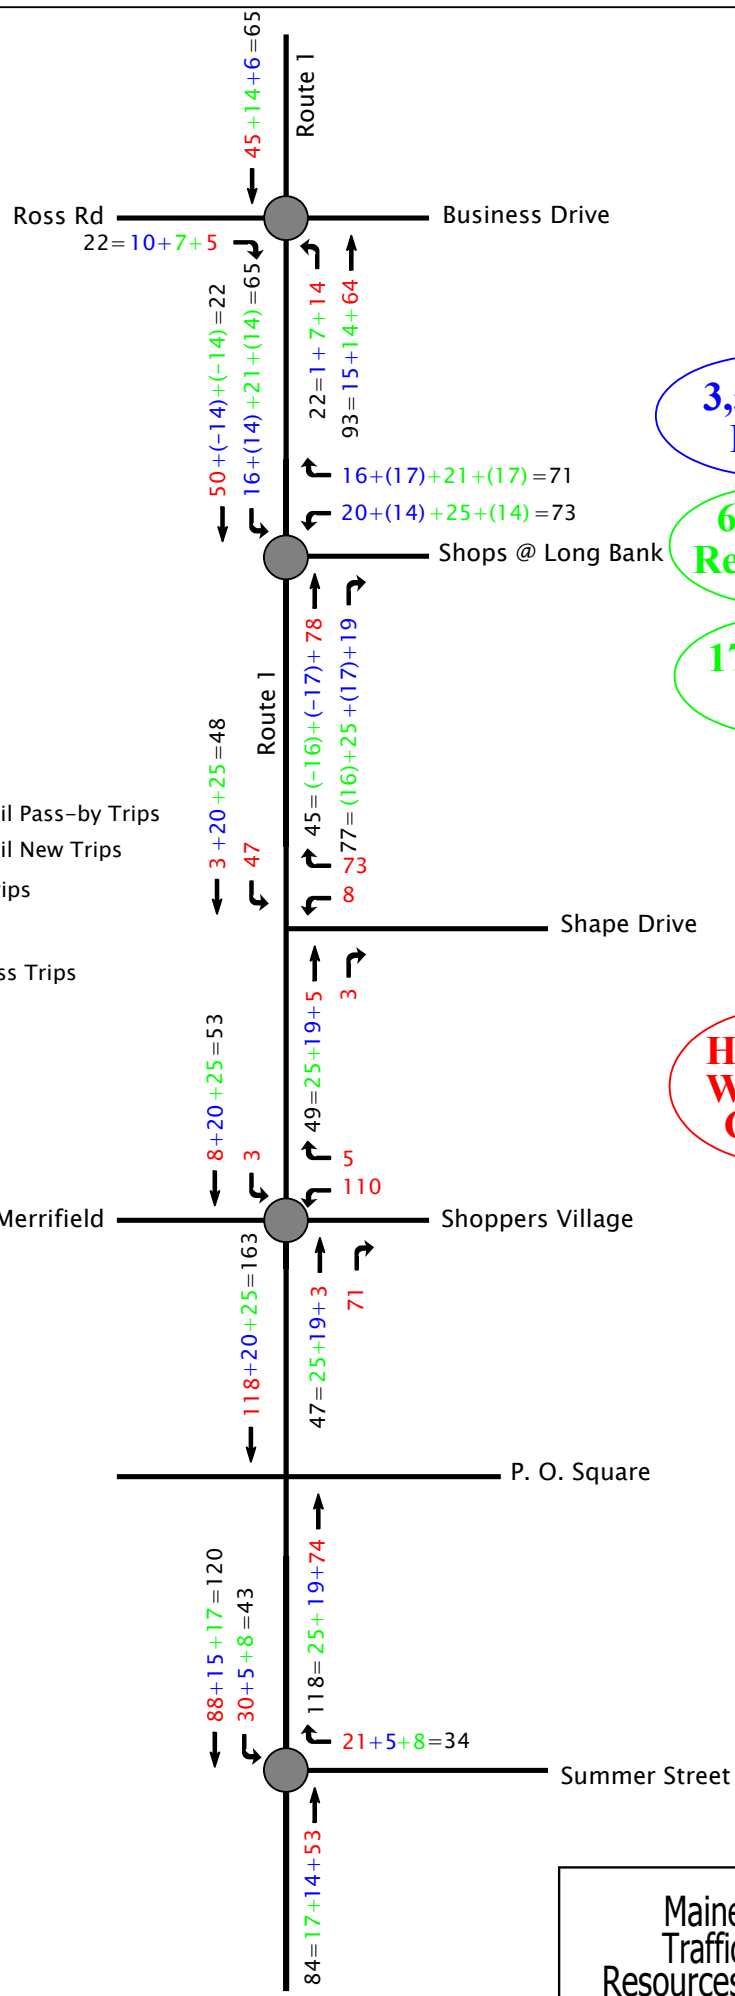 45+14+6=65
Route 1
Ross Rd
Business Drive
22=10+7+5
50+(-14)+(-14)=22
16+(14)+21+(14)=65
22=1+7+14
93=15+14+64
3,
16+(17)+21+(17)=71
20+(14)+25+(14)=73
6
Re
Shops @ Long Bank
45=(-16)+(-17)+78
77=(16)+25+(17)+19
17
Route 1
3+20+25=48
47
il Pass-by Trips
il New Trips
rips
ss Trips
73
8
Shape Drive
49=25+19+5
3
8+20+25=53
3
H
W
5
110
Merrifield
Shoppers Village
118+20+25=163
47=25+19+3
71
P. O. Square
88+15+17=120
30+5+8=43
118=25+19+74
21+5+8=34
Summer Street
84=17+14+53
Maine
Traffic
Resources